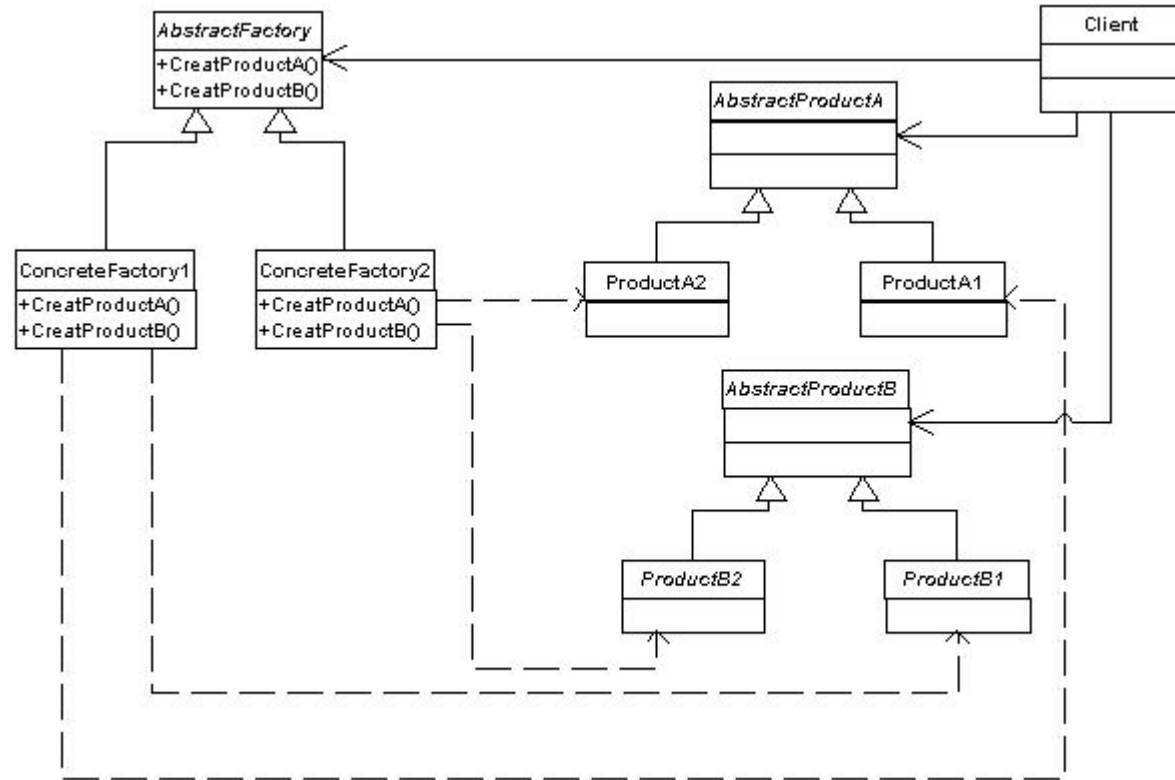 AbstractFactory
+CreatProductA()
+CreatProductB()
Client
AbstractProductA
ConcreteFactory1
+CreatProductA()
+CreatProductB()
ConcreteFactory2
+CreatProductA()
+CreatProductB()
ProductA2
ProductA1
AbstractProductB
ProductB2
ProductB1